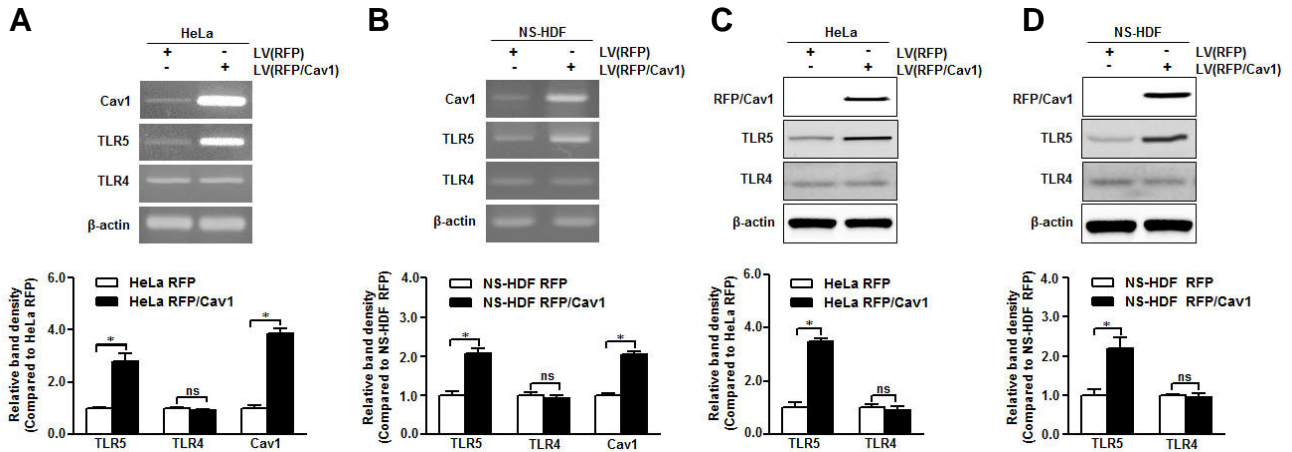 A
HeLa
+ - LV(RFP)
- + LV(RFP/Cav1)
Cav1
TLR5
TLR4
β-actin
Relative band density
(Compared to HeLa RFP)
6.0
4.0
2.0
0.0
HeLa RFP
HeLa RFP/Cav1
*
ns
*
TLR5 TLR4 Cav1
B
NS-HDF
+ - LV(RFP)
- + LV(RFP/Cav1)
Cav1
TLR5
TLR4
β-actin
Relative band density
(Compared to NS-HDF RFP)
4.0
3.0
2.0
1.0
0.0
NS-HDF RFP
NS-HDF RFP/Cav1
*
ns
*
TLR5 TLR4 Cav1
C
HeLa
+ - LV(RFP)
- + LV(RFP/Cav1)
RFP/Cav1
TLR5
TLR4
β-actin
Relative band density
(Compared to HeLa RFP)
6.0
4.0
2.0
0.0
HeLa RFP
HeLa RFP/Cav1
*
ns
TLR5 TLR4
D
NS-HDF
+ - LV(RFP)
- + LV(RFP/Cav1)
RFP/Cav1
TLR5
TLR4
β-actin
Relative band density
(Compared to NS-HDF RFP)
4.0
3.0
2.0
1.0
0.0
NS-HDF RFP
NS-HDF RFP/Cav1
*
ns
TLR5 TLR4